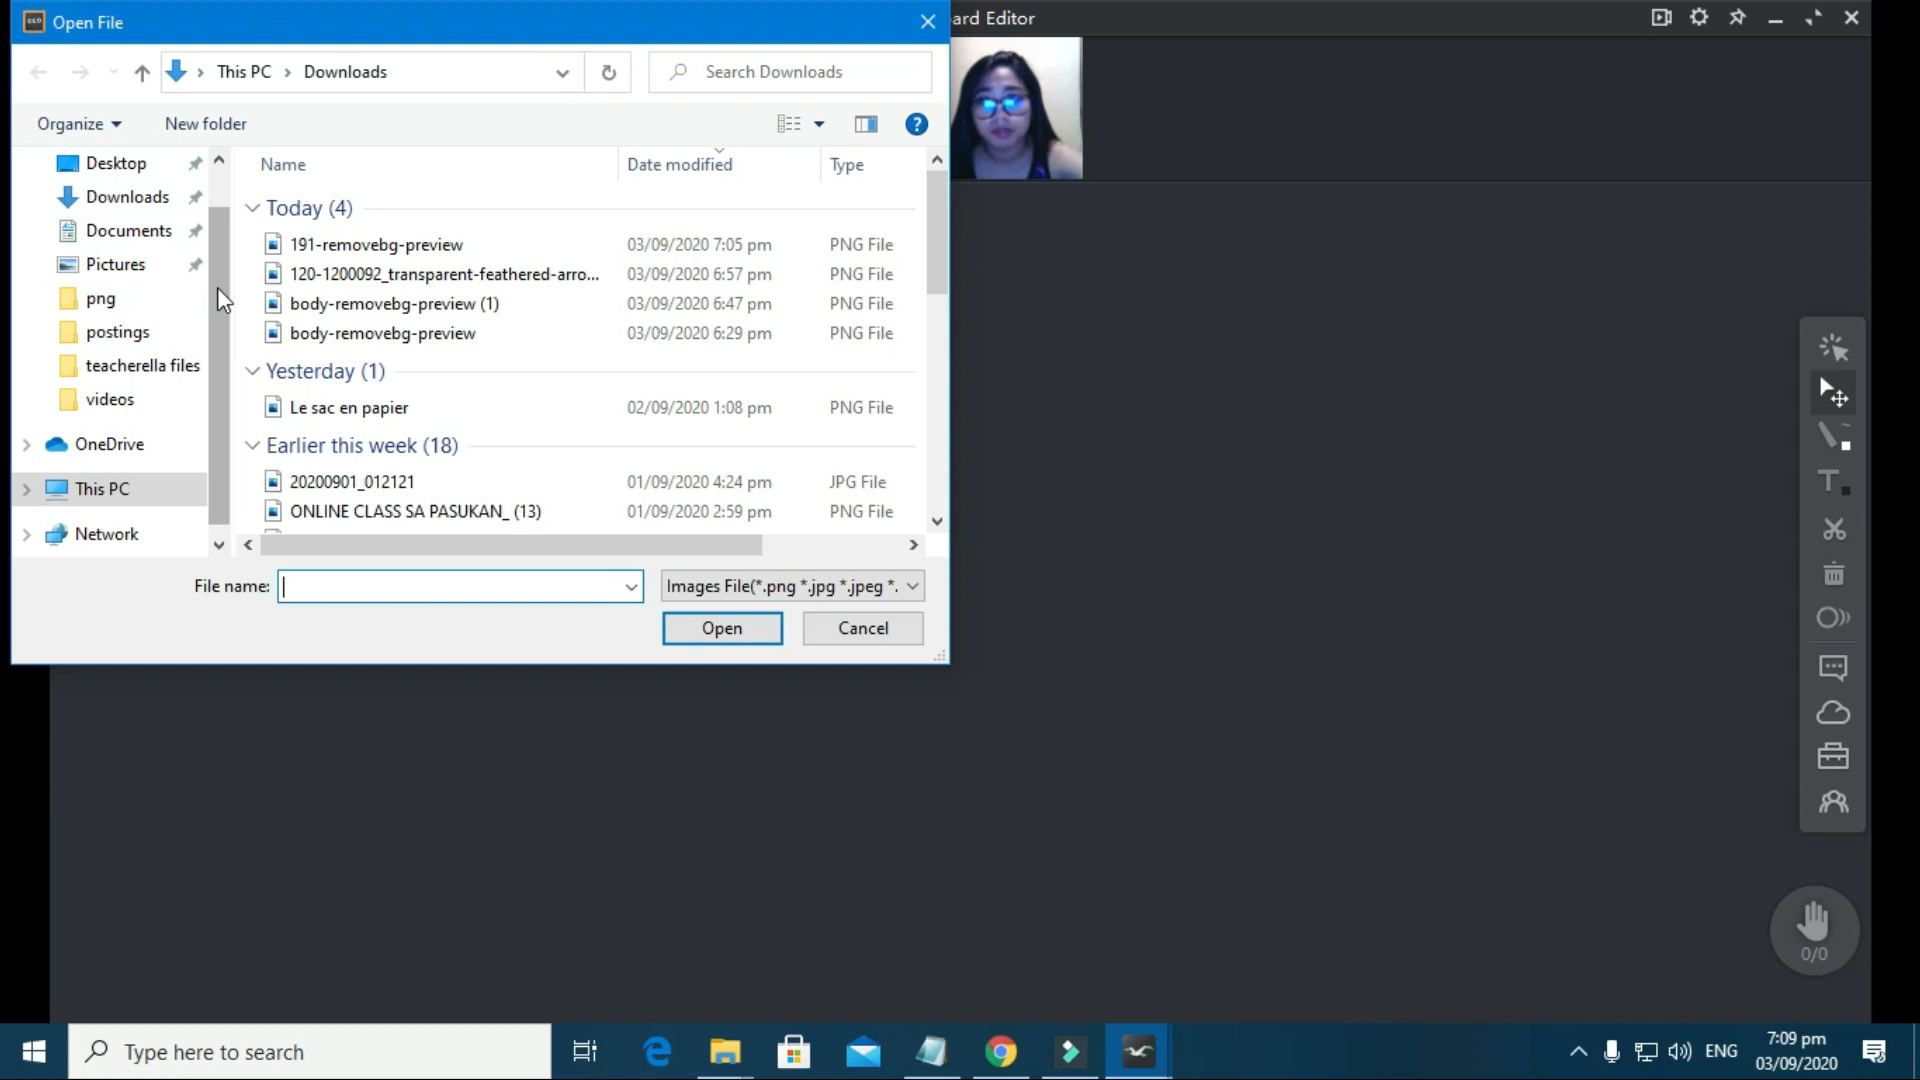 Open File
ard Editor
This PC
Downloads
Search Downloads
Organize
New folder
Desktop
Downloads
Documents
Pictures
png
postings
teacherella files
videos
OneDrive
This PC
Network
Name
Date modified
Type
Today (4)
191-removebg-preview 03/09/2020 7:05 pm PNG File
120-1200092_transparent-feathered-arro... 03/09/2020 6:57 pm PNG File
body-removebg-preview (1) 03/09/2020 6:47 pm PNG File
body-removebg-preview 03/09/2020 6:29 pm PNG File
Yesterday (1)
Le sac en papier 02/09/2020 1:08 pm PNG File
Earlier this week (18)
20200901_012121 01/09/2020 4:24 pm JPG File
ONLINE CLASS SA PASUKAN_ (13) 01/09/2020 2:59 pm PNG File
File name:
Images File(*.png *.jpg *.jpeg *.
Open
Cancel
0/0
Type here to search
ENG
7:09 pm
03/09/2020